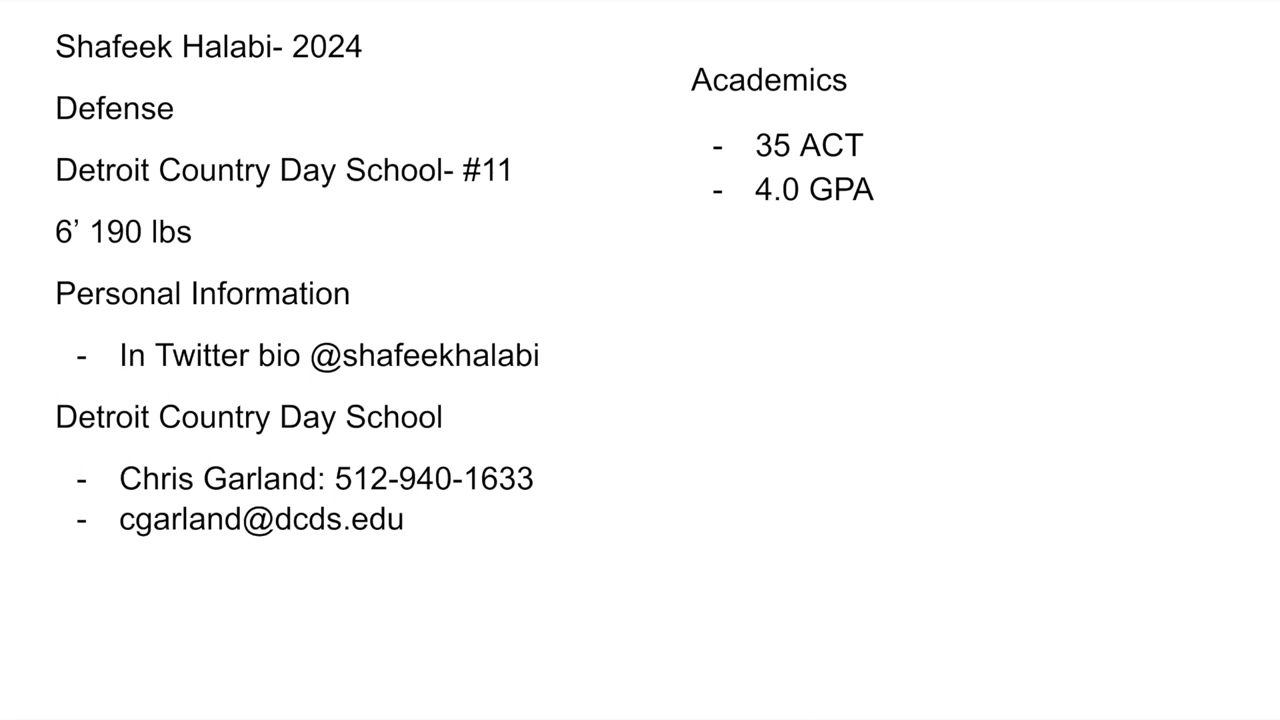 Shafeek Halabi- 2024
Defense
Detroit Country Day School- #11
6’ 190 lbs
Personal Information
- In Twitter bio @shafeekhalabi
Detroit Country Day School
- Chris Garland: 512-940-1633
- cgarland@dcds.edu
Academics
- 35 ACT
- 4.0 GPA